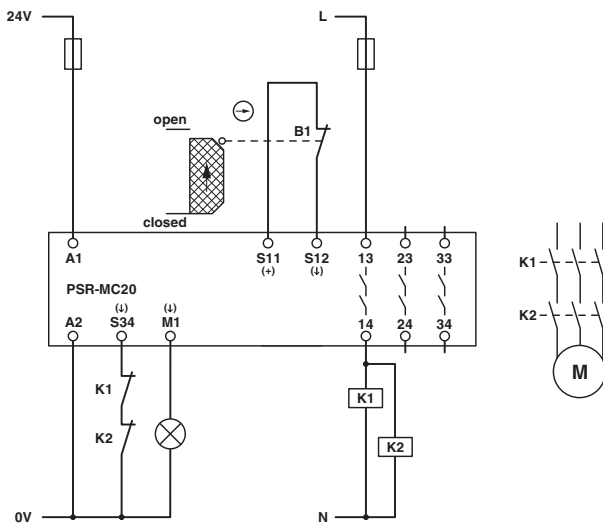 24V
L
open
B1
closed
A1
S11
S12
13
23
33
(+)
(↓)
PSR-MC20
(↓)
(↓)
A2
S34
M1
14
24
34
K1
K2
K1
K2
0V
N
K1
K2
M